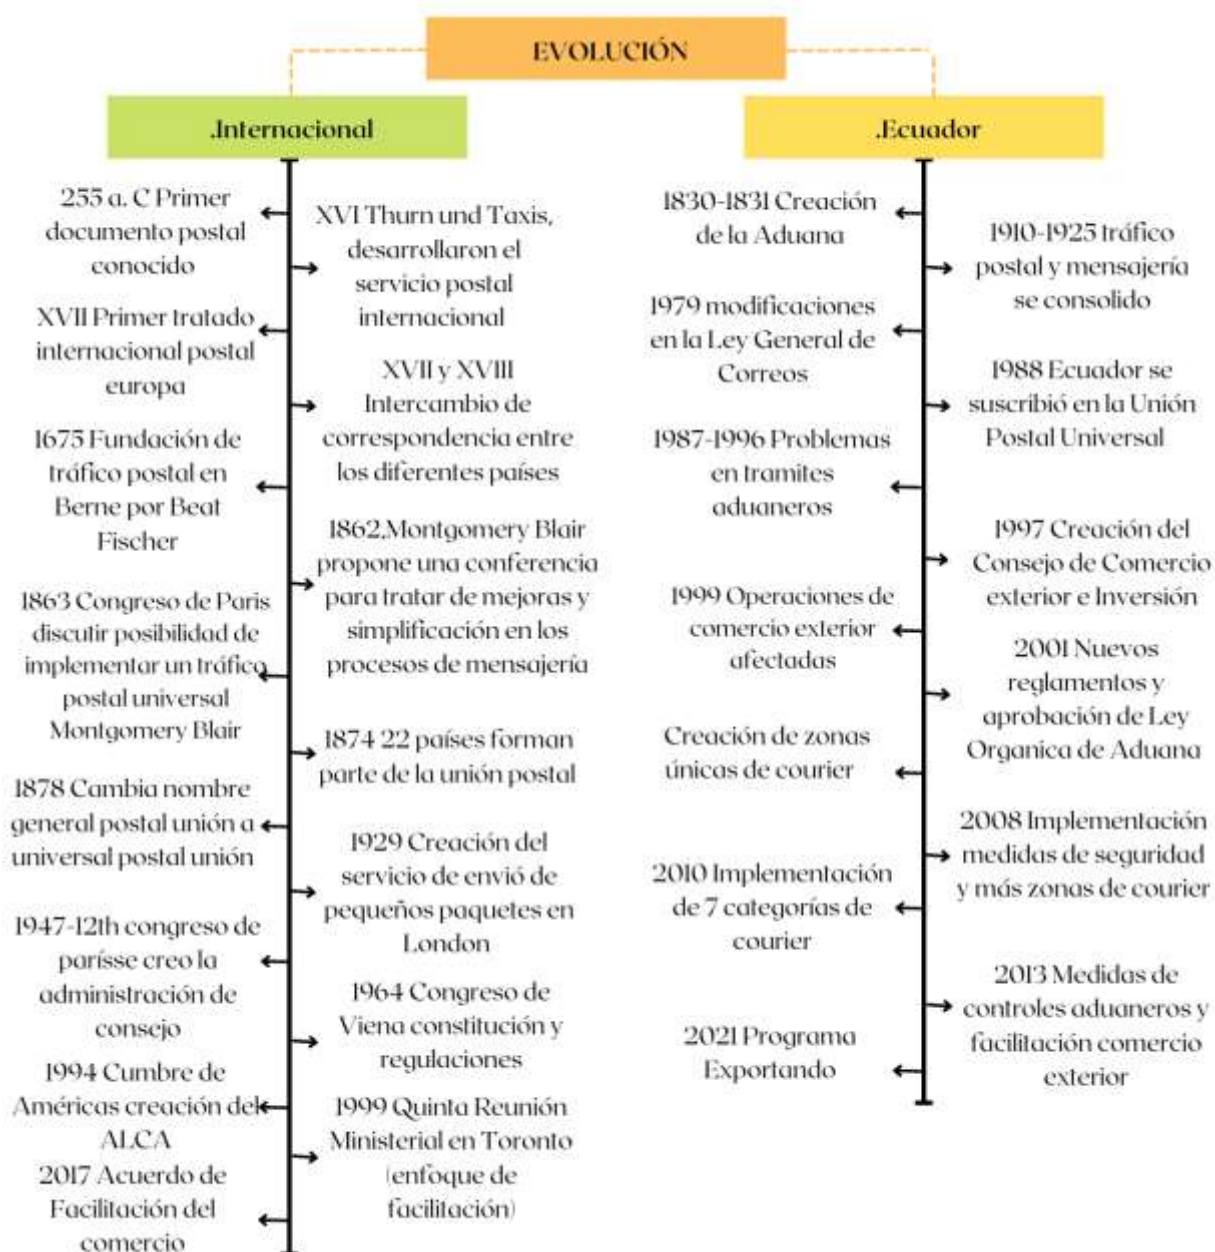 EVOLUCIÓN
.Internacional
255 a. C Primer
documento postal
conocido
XVI Thurn und Taxis,
desarrollaron el
servicio postal
internacional
XVII Primer tratado
internacional postal
europa
XVII y XVIII
Intercambio de
correspondencia entre
los diferentes países
1675 Fundación de
tráfico postal en
Berne por Beat
Fischer
1862.Montgomery Blair
propone una conferencia
para tratar de mejoras y
simplificación en los
procesos de mensajería
1863 Congreso de Paris
discutir posibilidad de
implementar un tráfico
postal universal
Montgomery Blair
1874 22 países forman
parte de la unión postal
1878 Cambia nombre
general postal unión a
universal postal unión
1929 Creación del
servicio de envió de
pequeños paquetes en
London
1947-12th congreso de
parísse creo la
administración de
consejo
1964 Congreso de
Viena constitución y
regulaciones
1994 Cumbre de
Américas creación del
ALCA
1999 Quinta Reunión
Ministerial en Toronto
(enfoque de
facilitación)
2017 Acuerdo de
Facilitación del
comercio
.Ecuador
1830-1831 Creación
de la Aduana
1910-1925 tráfico
postal y mensajería
se consolido
1979 modificaciones
en la Ley General de
Correos
1988 Ecuador se
suscribió en la Unión
Postal Universal
1987-1996 Problemas
en tramites
aduaneros
1997 Creación del
Consejo de Comercio
exterior e Inversión
1999 Operaciones de
comercio exterior
afectadas
2001 Nuevos
reglamentos y
aprobación de Ley
Organica de Aduana
Creación de zonas
únicas de courier
2008 Implementación
medidas de seguridad
y más zonas de courier
2010 Implementación
de 7 categorías de
courier
2013 Medidas de
controles aduaneros y
facilitación comercio
exterior
2021 Programa
Exportando